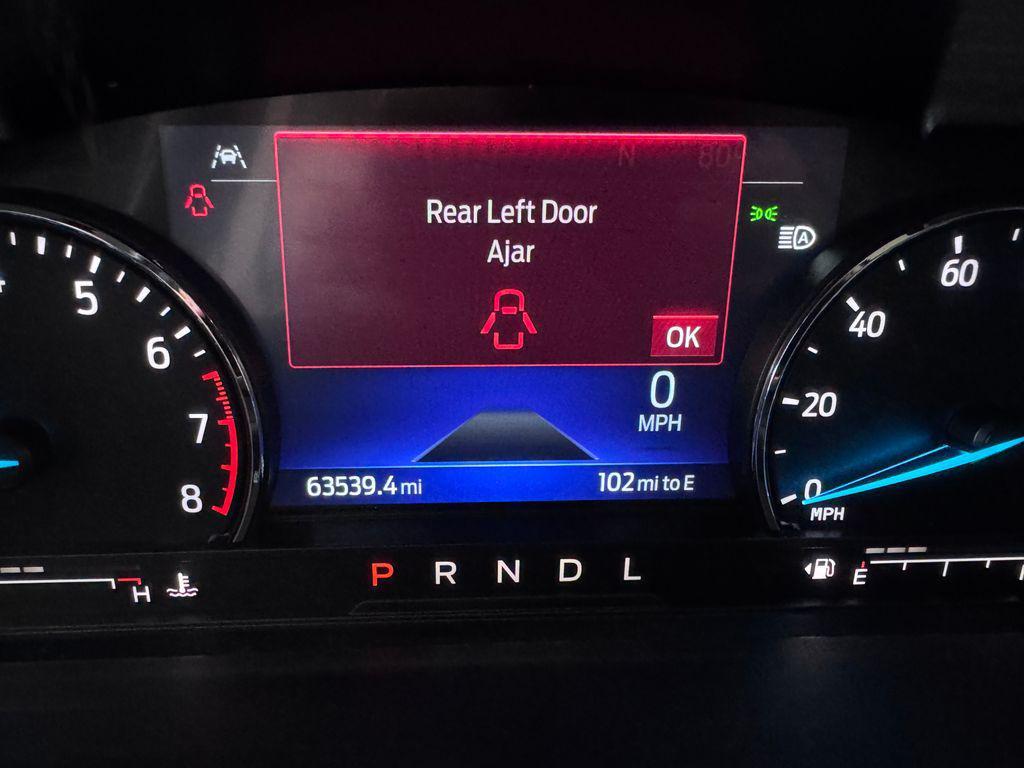 N 80°
Rear Left Door
Ajar
OK
A
5
6
7
8
60
40
20
0
MPH
0
MPH
63539.4 mi
102 mi to E
H
P R N D L
E